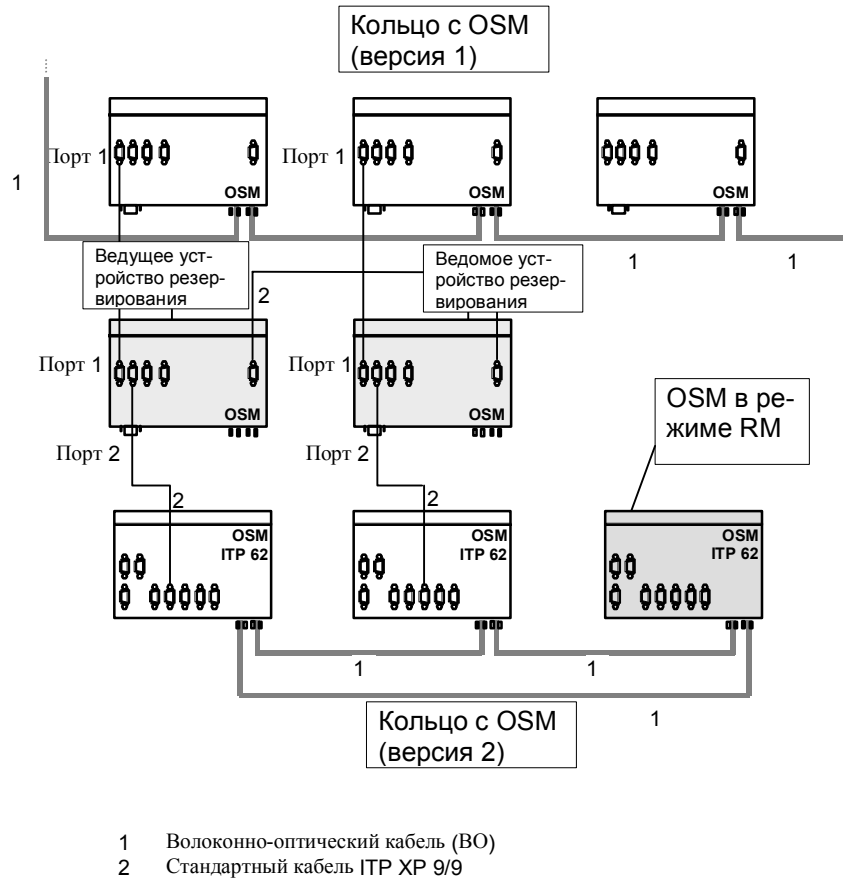 Кольцо с OSM
(версия 1)
Порт 1
Порт 1
1
OSM
OSM
OSM
Ведущее уст-
ройство резер-
вирования
2
Ведомое уст-
ройство резер-
вирования
1
1
Порт 1
Порт 1
OSM
OSM
OSM в ре-
жиме RM
Порт 2
Порт 2
2
2
OSM
ITP 62
OSM
ITP 62
OSM
ITP 62
1
1
Кольцо с OSM
(версия 2)
1
1 Волоконно-оптический кабель (ВО)
2 Стандартный кабель ITP XP 9/9